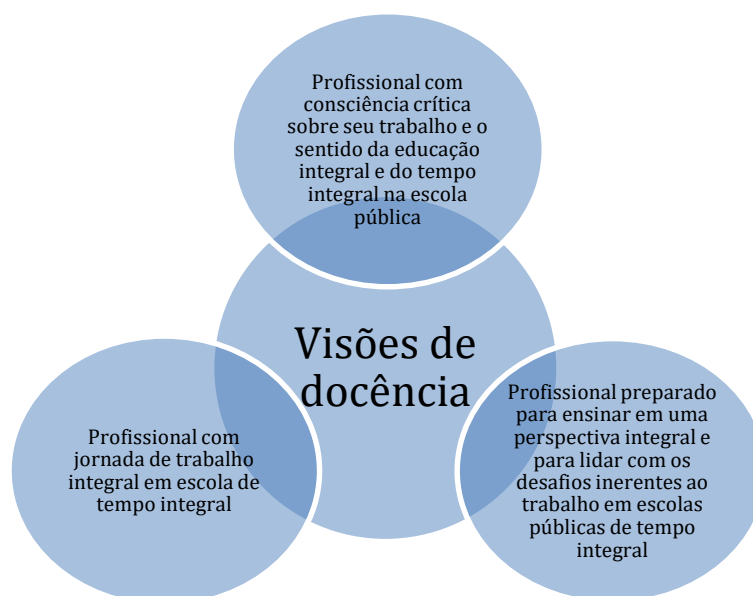 Profissional com
consciência crítica
sobre seu trabalho e o
sentido da educação
integral e do tempo
integral na escola
pública
Visões de
docência
Profissional com
jornada de trabalho
integral em escola de
tempo integral
Profissional preparado
para ensinar em uma
perspectiva integral e
para lidar com os
desafios inerentes ao
trabalho em escolas
públicas de tempo
integral